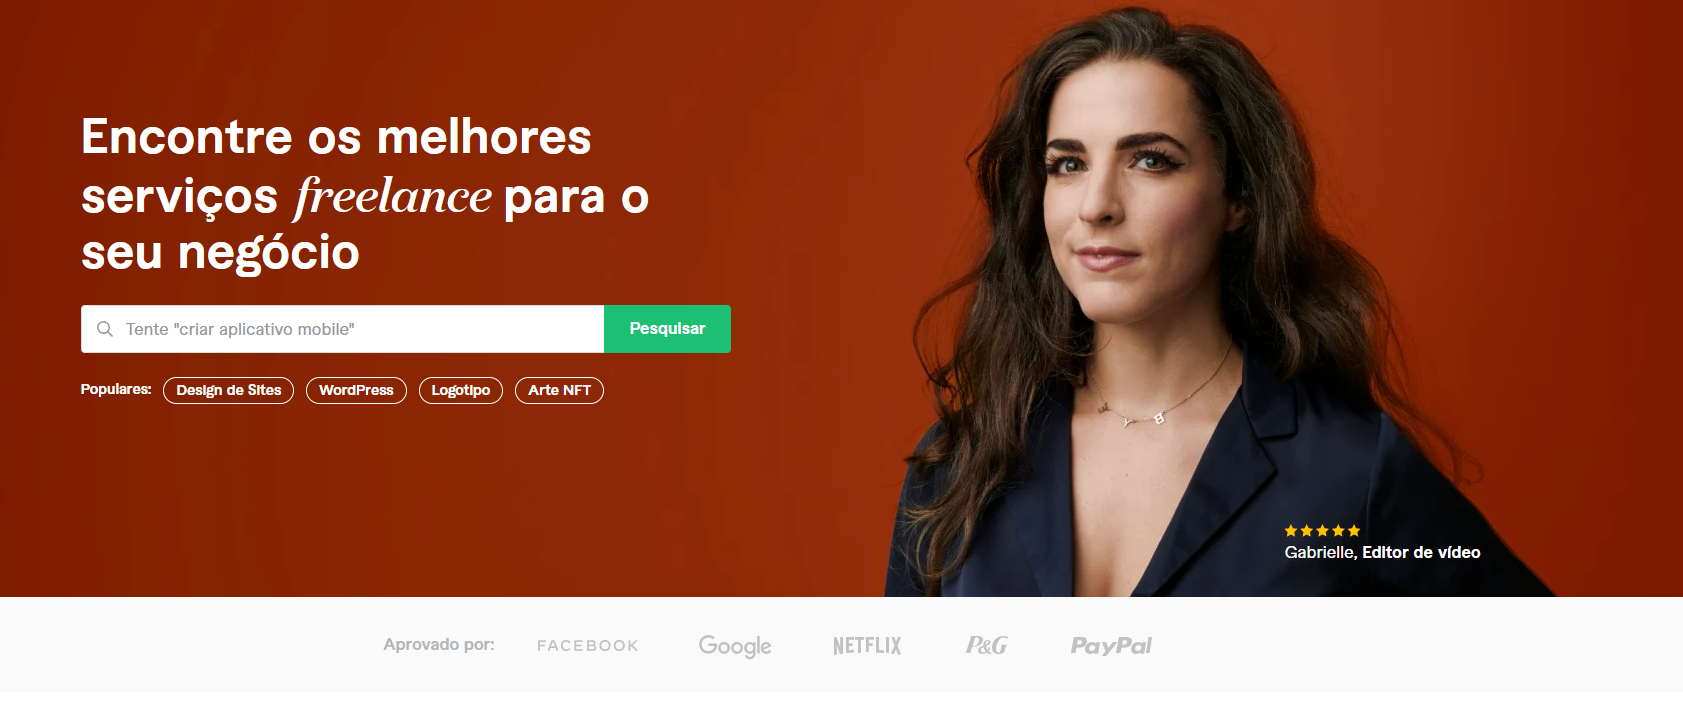 Encontre os melhores
serviços freelance para o
seu negócio
Tente "criar aplicativo mobile"
Pesquisar
Populares:
Design de Sites
WordPress
Logotipo
Arte NFT
Gabrielle, Editor de vídeo
Aprovado por:
FACEBOOK
Google
NETFLIX
P&G
PayPal